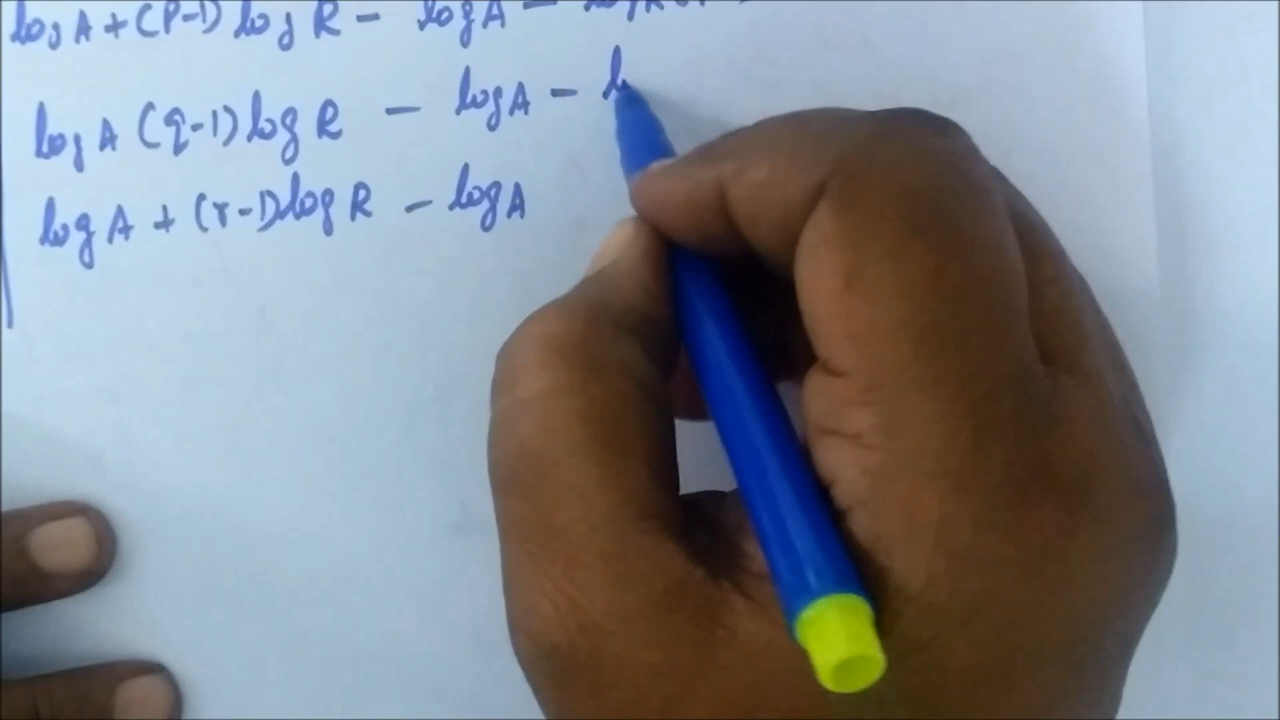 log A + (P-1) log R - log A -
log A (q-1) log R - log A -
log A + (r-1) log R - log A